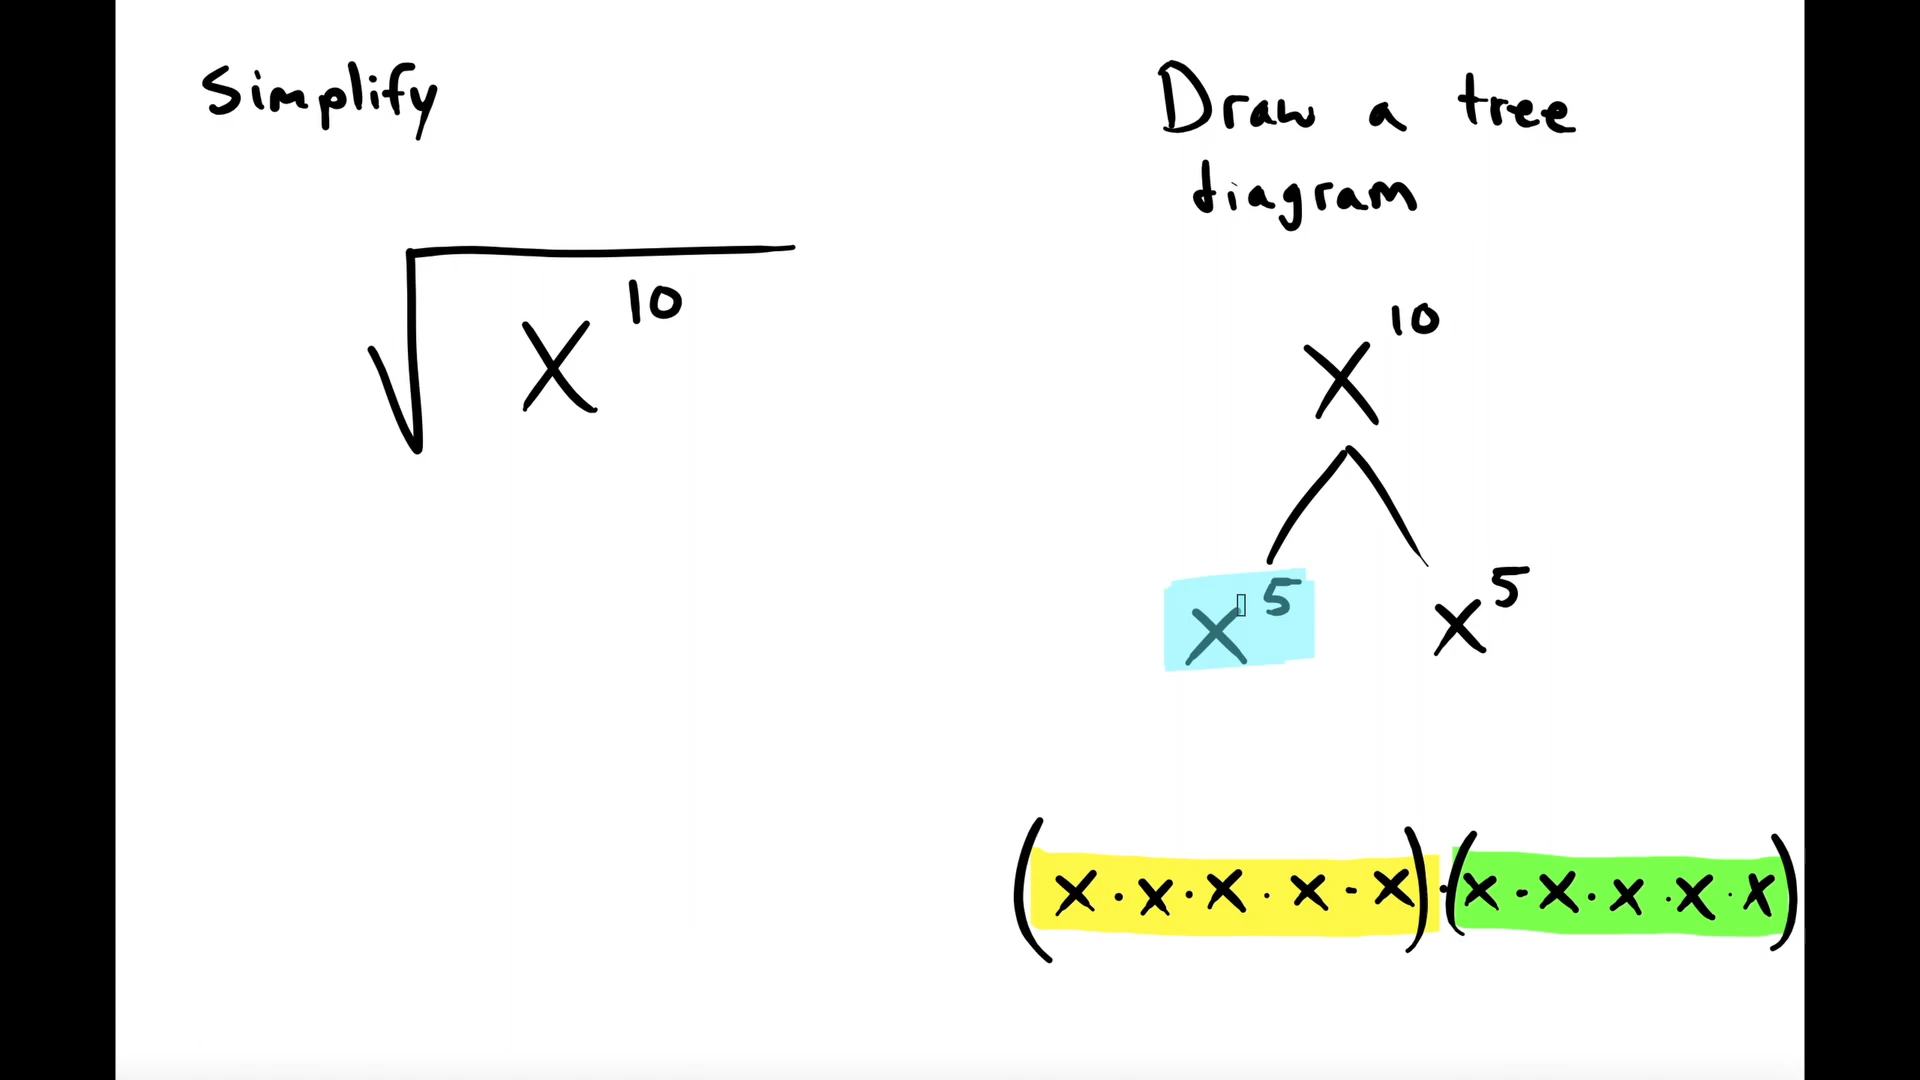 Simplify
√x¹⁰
Draw a tree
diagram
x¹⁰
x⁵ x⁵
(x · x · x · x · x) · (x · x · x · x · x)